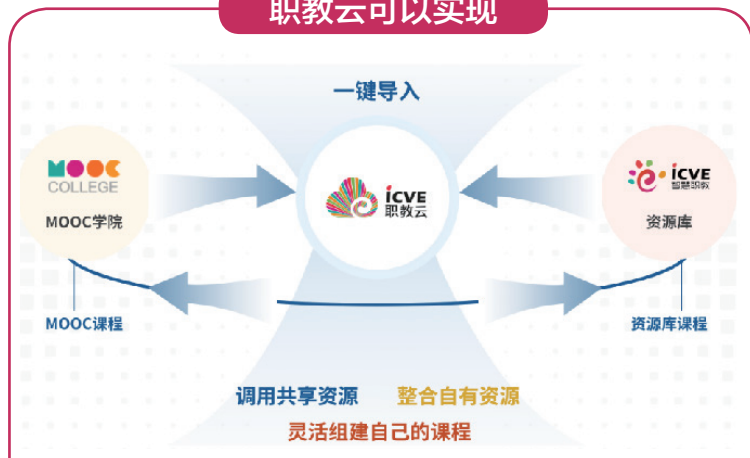 职教云可以实现
一键导入
MOOC
COLLEGE
MOOC学院
icve
职教云
icve
智慧职教
资源库
MOOC课程
资源库课程
调用共享资源 整合自有资源
灵活组建自己的课程